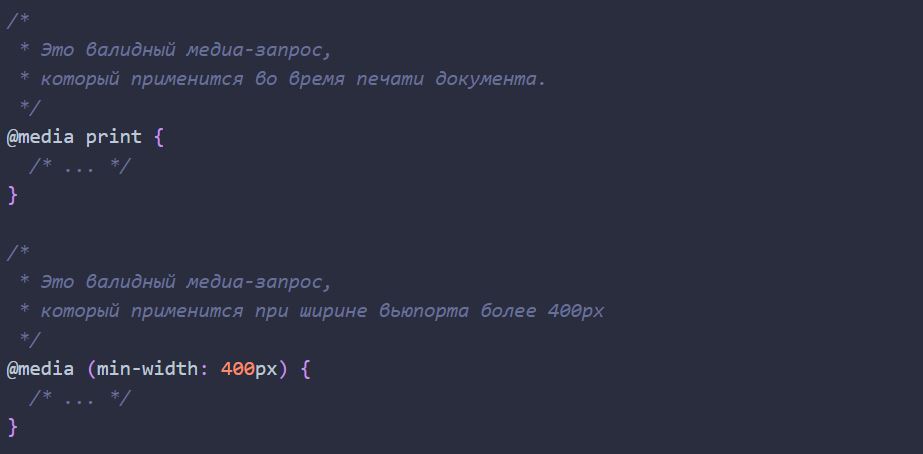 /*
 * Это валидный медиа-запрос,
 * который применится во время печати документа.
 */
@media print {
  /* ... */
}

/*
 * Это валидный медиа-запрос,
 * который применится при ширине вьюпорта более 400px
 */
@media (min-width: 400px) {
  /* ... */
}